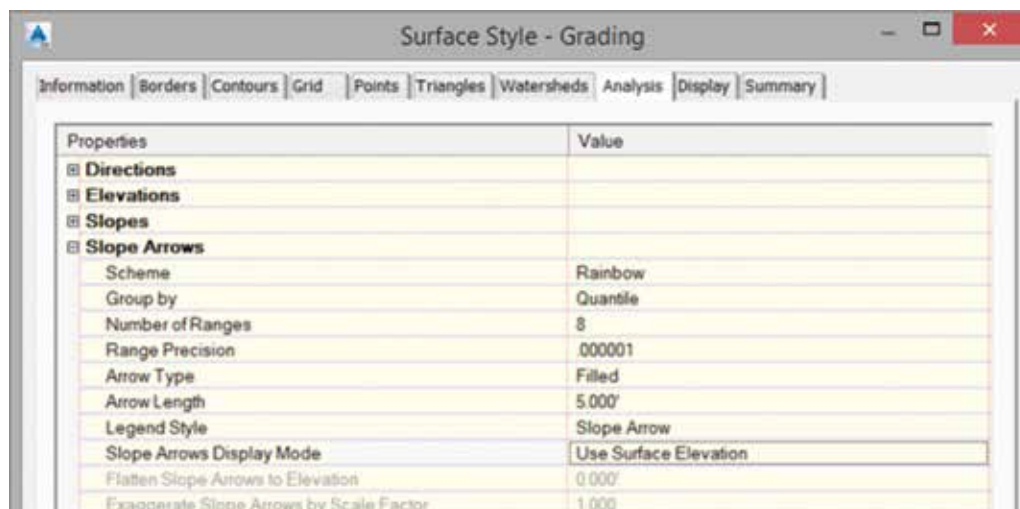 Surface Style - Grading
Information Borders Contours Grid Points Triangles Watersheds Analysis Display Summary
Properties Value
Directions
Elevations
Slopes
Slope Arrows
Scheme Rainbow
Group by Quantile
Number of Ranges 8
Range Precision .000001
Arrow Type Filled
Arrow Length 5.000'
Legend Style Slope Arrow
Slope Arrows Display Mode Use Surface Elevation
Flatten Slope Arrows to Elevation 0.000'
Exaggerate Slope Arrows by Scale Factor 1.000